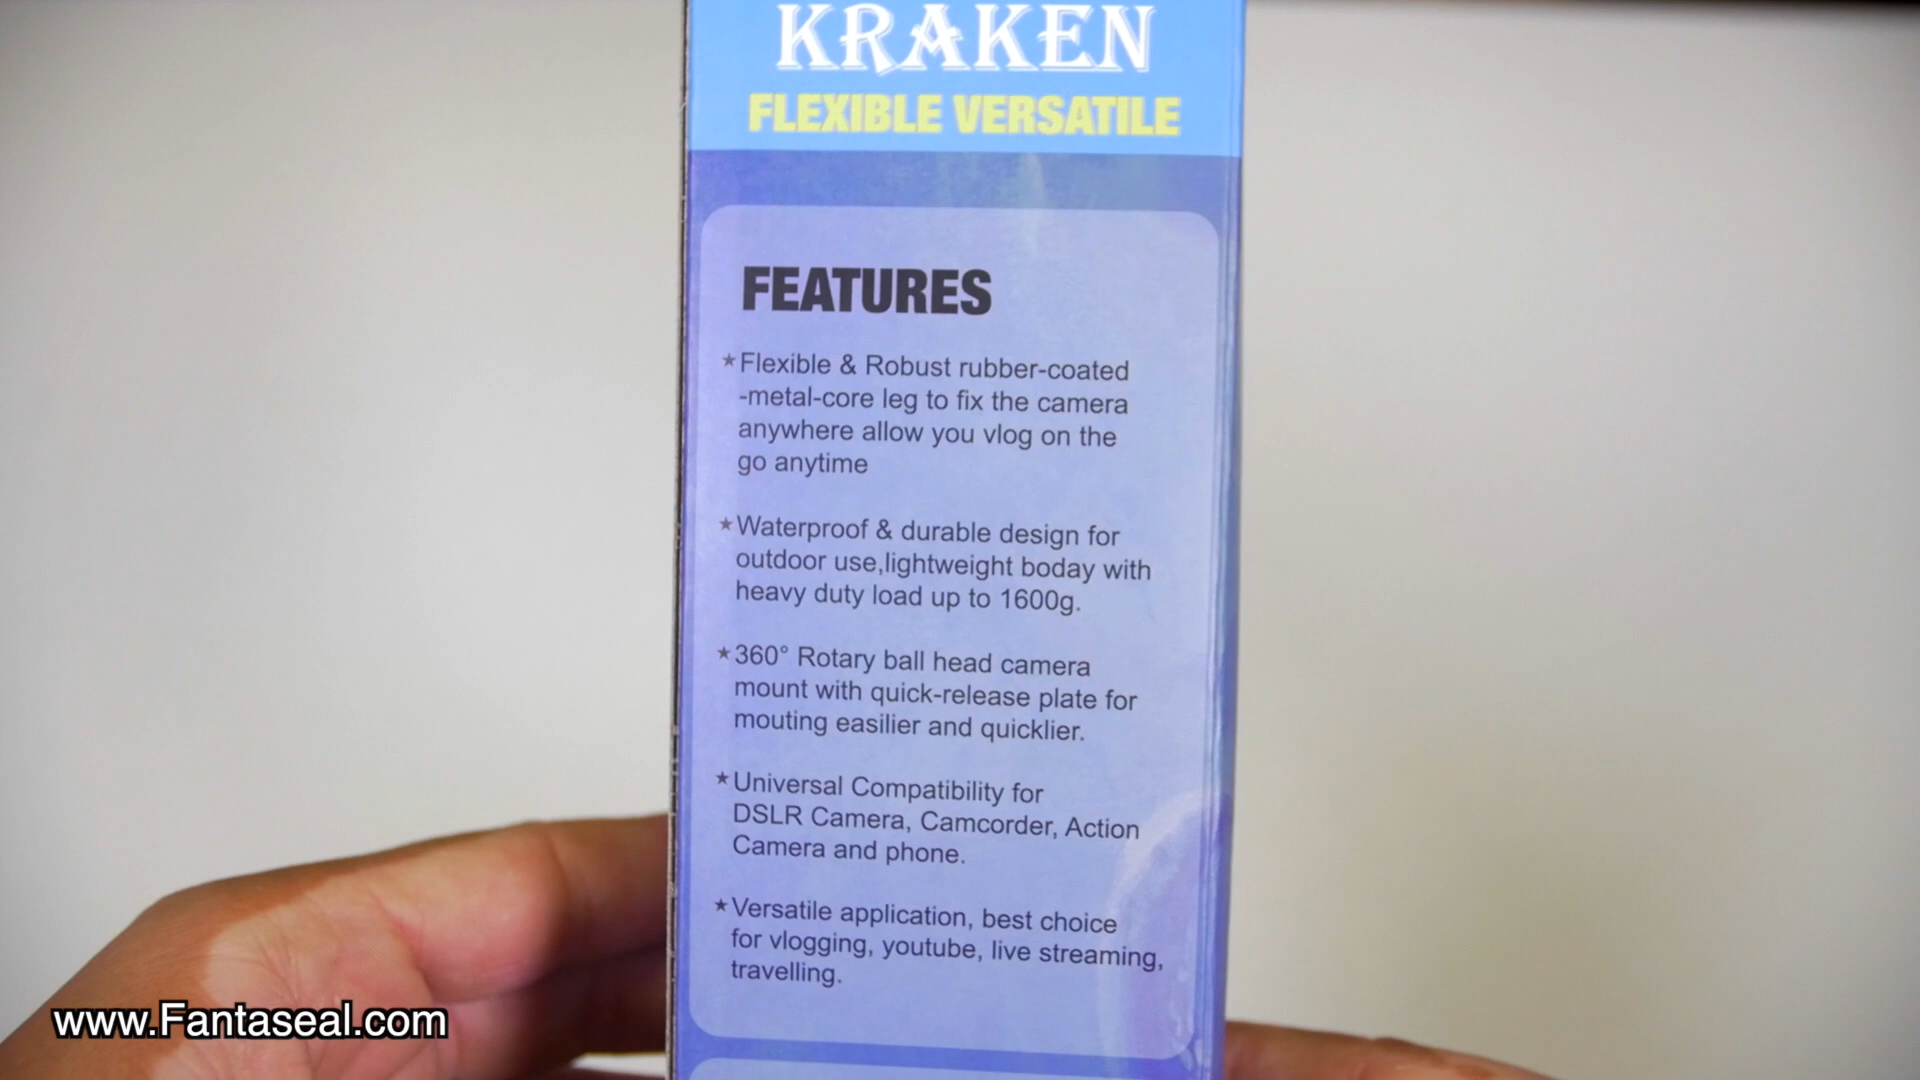 KRAKEN
FLEXIBLE VERSATILE
FEATURES
★Flexible & Robust rubber-coated
-metal-core leg to fix the camera
anywhere allow you vlog on the
go anytime
★Waterproof & durable design for
outdoor use,lightweight boday with
heavy duty load up to 1600g.
★360° Rotary ball head camera
mount with quick-release plate for
mouting easilier and quicklier.
★Universal Compatibility for
DSLR Camera, Camcorder, Action
Camera and phone.
★Versatile application, best choice
for vlogging, youtube, live streaming,
travelling.
www.Fantaseal.com